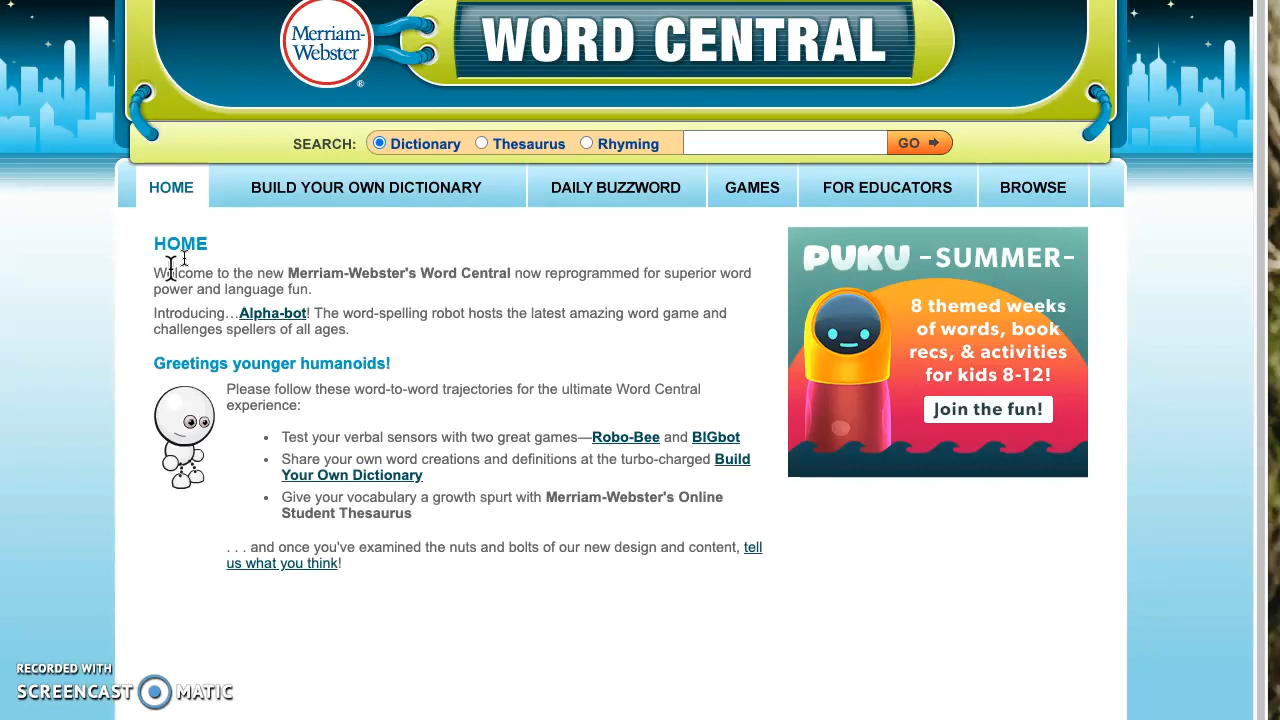 Merriam-
Webster
®
WORD CENTRAL
SEARCH: Dictionary Thesaurus Rhyming GO
HOME BUILD YOUR OWN DICTIONARY DAILY BUZZWORD GAMES FOR EDUCATORS BROWSE
HOME
Welcome to the new Merriam-Webster's Word Central now reprogrammed for superior word
power and language fun.
Introducing…Alpha-bot! The word-spelling robot hosts the latest amazing word game and
challenges spellers of all ages.
Greetings younger humanoids!
Please follow these word-to-word trajectories for the ultimate Word Central
experience:
• Test your verbal sensors with two great games—Robo-Bee and BIGbot
• Share your own word creations and definitions at the turbo-charged Build
Your Own Dictionary
• Give your vocabulary a growth spurt with Merriam-Webster's Online
Student Thesaurus
. . . and once you've examined the nuts and bolts of our new design and content, tell
us what you think!
PUKU -SUMMER-
8 themed weeks
of words, book
recs, & activities
for kids 8-12!
Join the fun!
RECORDED WITH
SCREENCAST MATIC